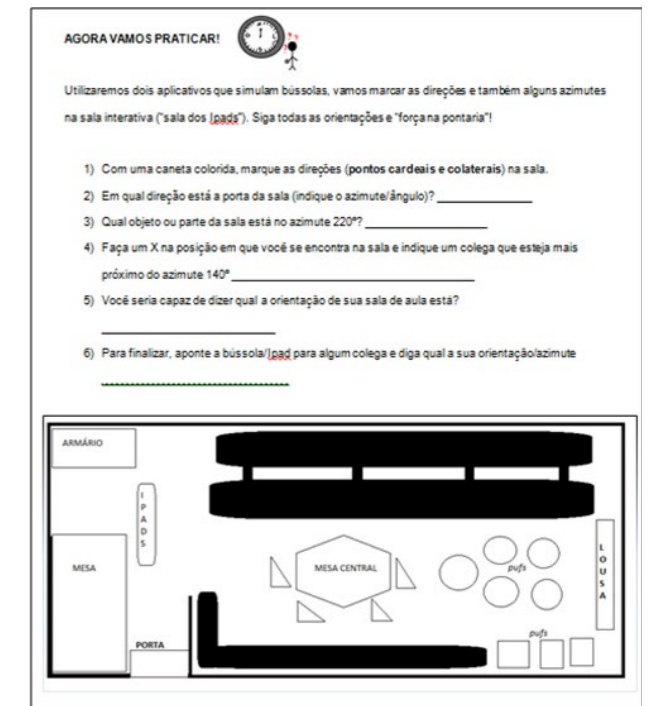 AGORA VAMOS PRATICAR!
Utilizaremos dois aplicativos que simulam bússolas, vamos marcar as direções e também alguns azimutes
na sala interativa ("sala dos Ipads"). Siga todas as orientações e "força na pontaria"!
1) Com uma caneta colorida, marque as direções (pontos cardeais e colaterais) na sala.
2) Em qual direção está a porta da sala (indique o azimute/ângulo)? _______________
3) Qual objeto ou parte da sala está no azimute 220º? ___________________
4) Faça um X na posição em que você se encontra na sala e indique um colega que esteja mais
próximo do azimute 140º ______________________________________
5) Você seria capaz de dizer qual a orientação de sua sala de aula está?
___________________________
6) Para finalizar, aponte a bússola/Ipad para algum colega e diga qual a sua orientação/azimute
ARMÁRIO
IPADS
MESA
MESA CENTRAL
pufs
LOUSA
pufs
PORTA